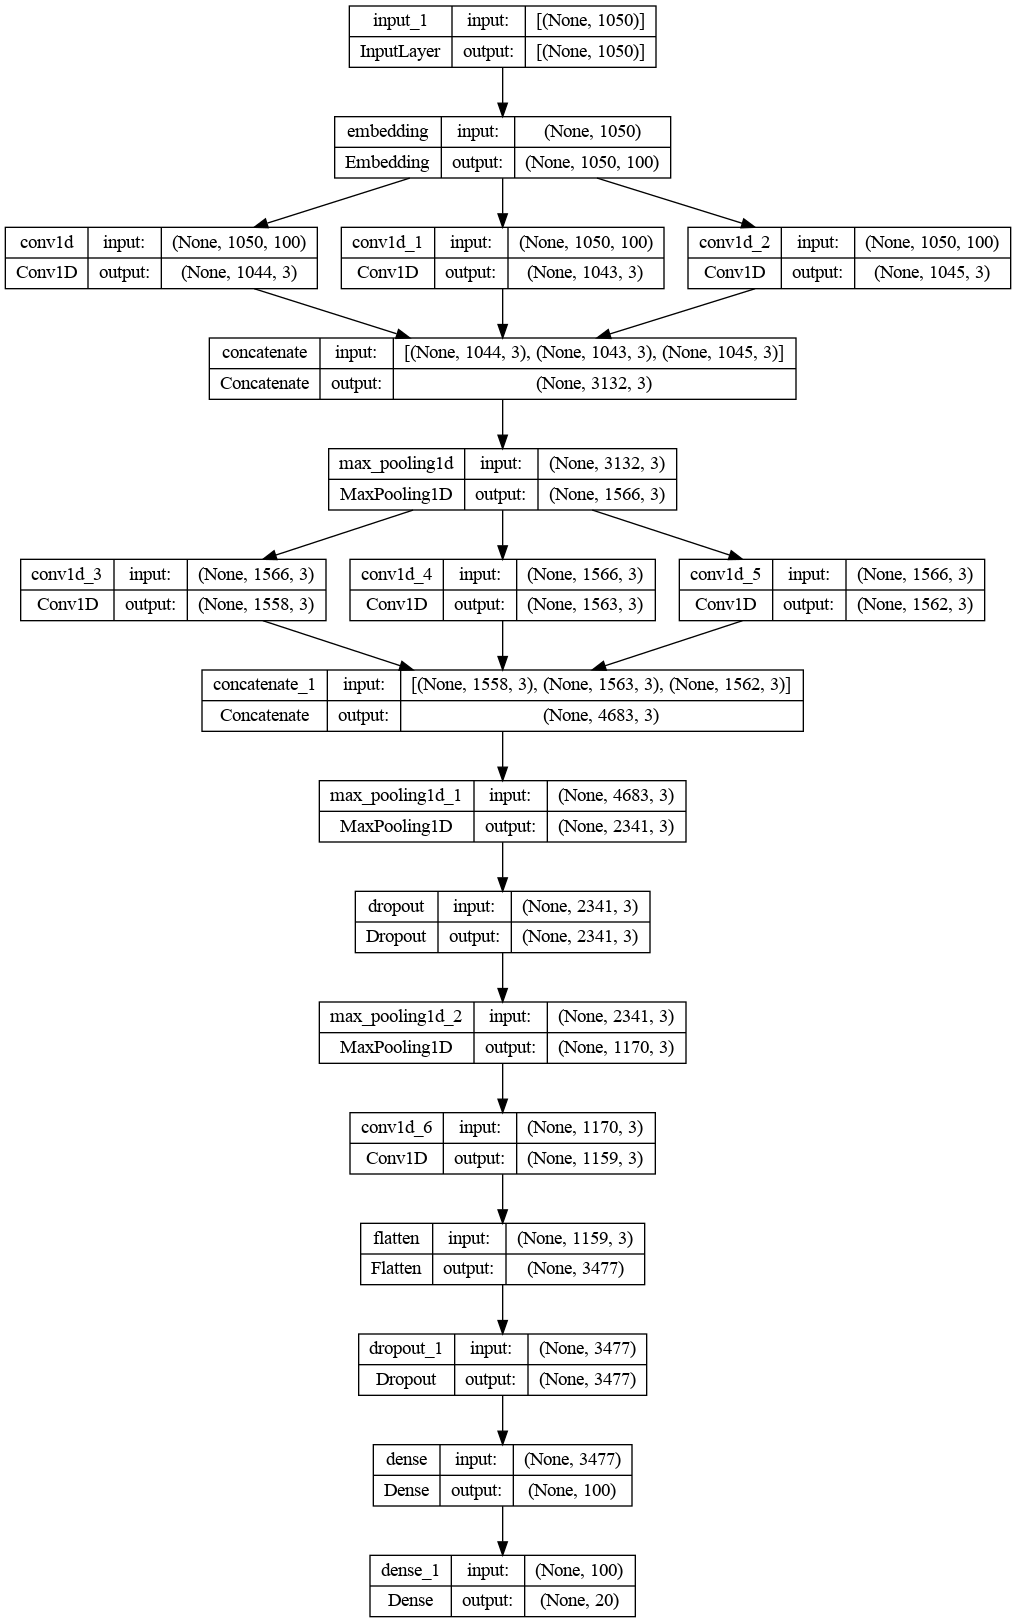 input_1 input: [(None, 1050)]
InputLayer output: [(None, 1050)]
embedding input: (None, 1050)
Embedding output: (None, 1050, 100)
conv1d input: (None, 1050, 100)
Conv1D output: (None, 1044, 3)
conv1d_1 input: (None, 1050, 100)
Conv1D output: (None, 1043, 3)
conv1d_2 input: (None, 1050, 100)
Conv1D output: (None, 1045, 3)
concatenate input: [(None, 1044, 3), (None, 1043, 3), (None, 1045, 3)]
Concatenate output: (None, 3132, 3)
max_pooling1d input: (None, 3132, 3)
MaxPooling1D output: (None, 1566, 3)
conv1d_3 input: (None, 1566, 3)
Conv1D output: (None, 1558, 3)
conv1d_4 input: (None, 1566, 3)
Conv1D output: (None, 1563, 3)
conv1d_5 input: (None, 1566, 3)
Conv1D output: (None, 1562, 3)
concatenate_1 input: [(None, 1558, 3), (None, 1563, 3), (None, 1562, 3)]
Concatenate output: (None, 4683, 3)
max_pooling1d_1 input: (None, 4683, 3)
MaxPooling1D output: (None, 2341, 3)
dropout input: (None, 2341, 3)
Dropout output: (None, 2341, 3)
max_pooling1d_2 input: (None, 2341, 3)
MaxPooling1D output: (None, 1170, 3)
conv1d_6 input: (None, 1170, 3)
Conv1D output: (None, 1159, 3)
flatten input: (None, 1159, 3)
Flatten output: (None, 3477)
dropout_1 input: (None, 3477)
Dropout output: (None, 3477)
dense input: (None, 3477)
Dense output: (None, 100)
dense_1 input: (None, 100)
Dense output: (None, 20)